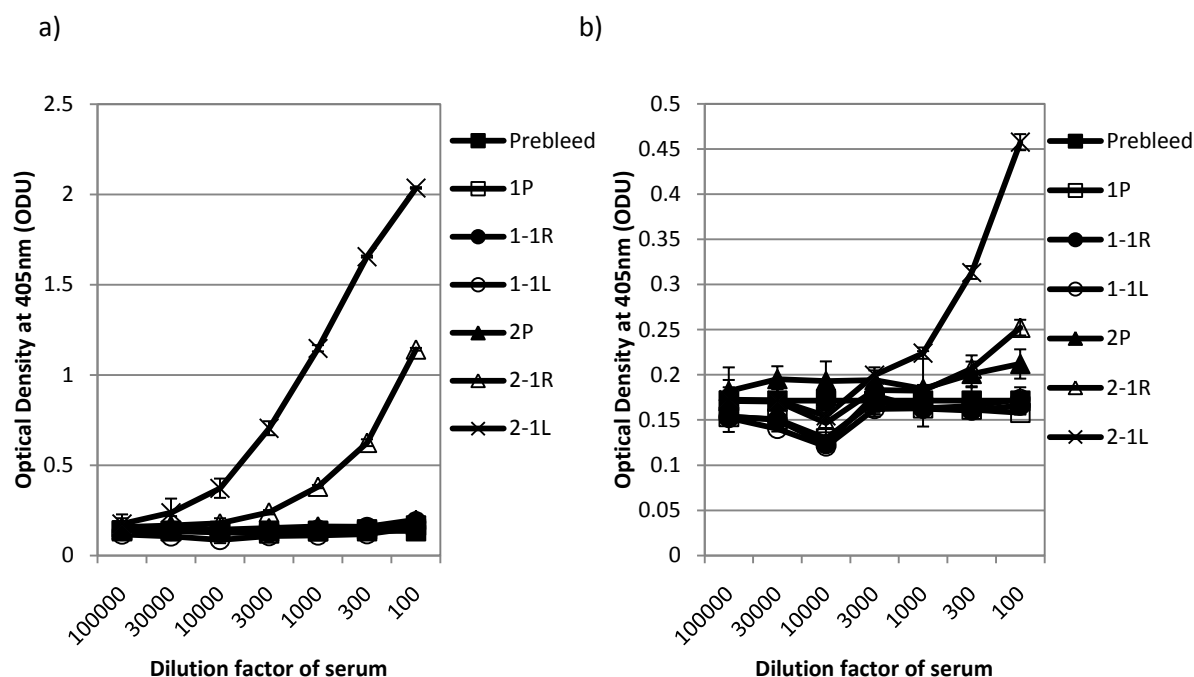 a)
Optical Density at 405nm (ODU)
2.5
2
1.5
1
0.5
0
100000
30000
10000
3000
1000
300
100
Dilution factor of serum
Prebleed
1P
1-1R
1-1L
2P
2-1R
2-1L
b)
Optical Density at 405nm (ODU)
0.5
0.45
0.4
0.35
0.3
0.25
0.2
0.15
0.1
0.05
0
100000
30000
10000
3000
1000
300
100
Dilution factor of serum
Prebleed
1P
1-1R
1-1L
2P
2-1R
2-1L